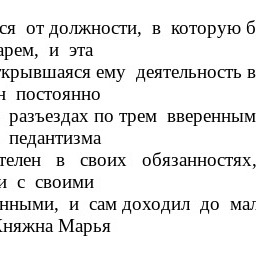 ся от должности, в которую б
арем, и эта
ткрывшаяся ему деятельность в
н постоянно
разъездах по трем вверенным
педантизма
телен в своих обязанностях,
и с своими
нными, и сам доходил до мал
Княжна Марья